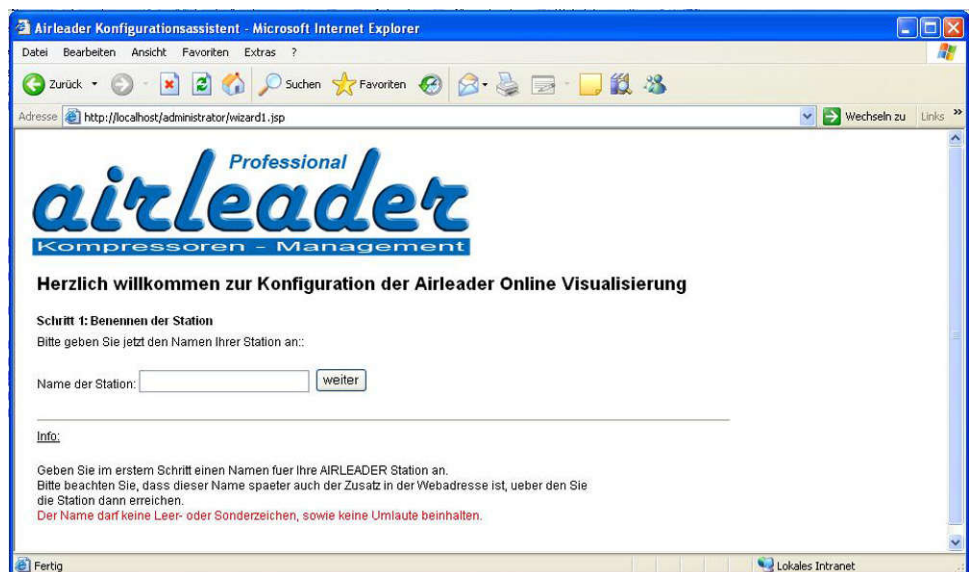 Airleader Konfigurationsassistent - Microsoft Internet Explorer
Datei Bearbeiten Ansicht Favoriten Extras ?
Zurück Suchen Favoriten
Adresse http://localhost/administrator/wizard1.jsp Wechseln zu Links »
Professional
airleader
Kompressoren - Management
Herzlich willkommen zur Konfiguration der Airleader Online Visualisierung
Schritt 1: Benennen der Station
Bitte geben Sie jetzt den Namen Ihrer Station an::
Name der Station: weiter
Info:
Geben Sie im erstem Schritt einen Namen fuer Ihre AIRLEADER Station an.
Bitte beachten Sie, dass dieser Name spaeter auch der Zusatz in der Webadresse ist, ueber den Sie
die Station dann erreichen.
Der Name darf keine Leer- oder Sonderzeichen, sowie keine Umlaute beinhalten.
Fertig Lokales Intranet